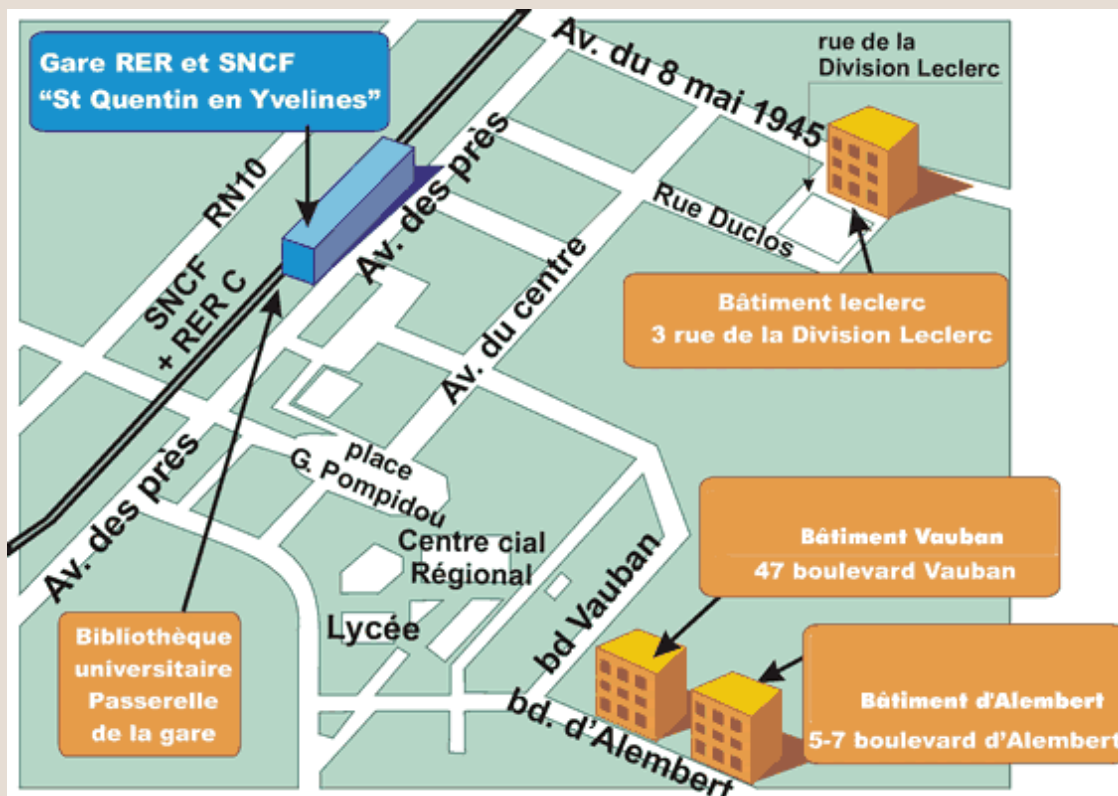 Gare RER et SNCF
“St Quentin en Yvelines”
Av. du 8 mai 1945
rue de la
Division Leclerc
RN10
Av. des près
Rue Duclos
SNCF
+ RER C
Bâtiment leclerc
3 rue de la Division Leclerc
Av. du centre
place
G. Pompidou
Av. des près
Centre cial
Régional
Lycée
bd Vauban
Bâtiment Vauban
47 boulevard Vauban
Bibliothèque
universitaire
Passerelle
de la gare
bd. d’Alembert
Bâtiment d'Alembert
5-7 boulevard d’Alembert